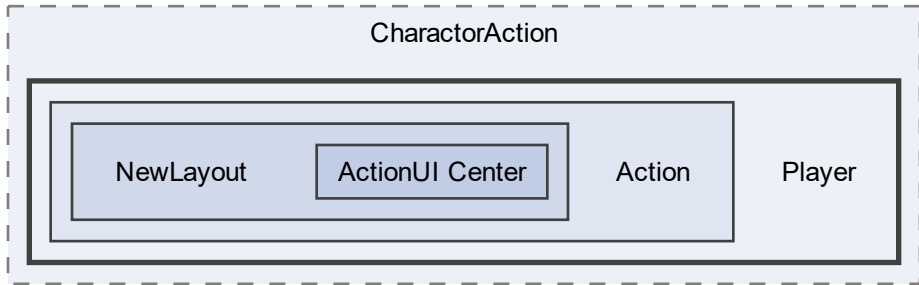 CharactorAction
NewLayout
ActionUI Center
Action
Player